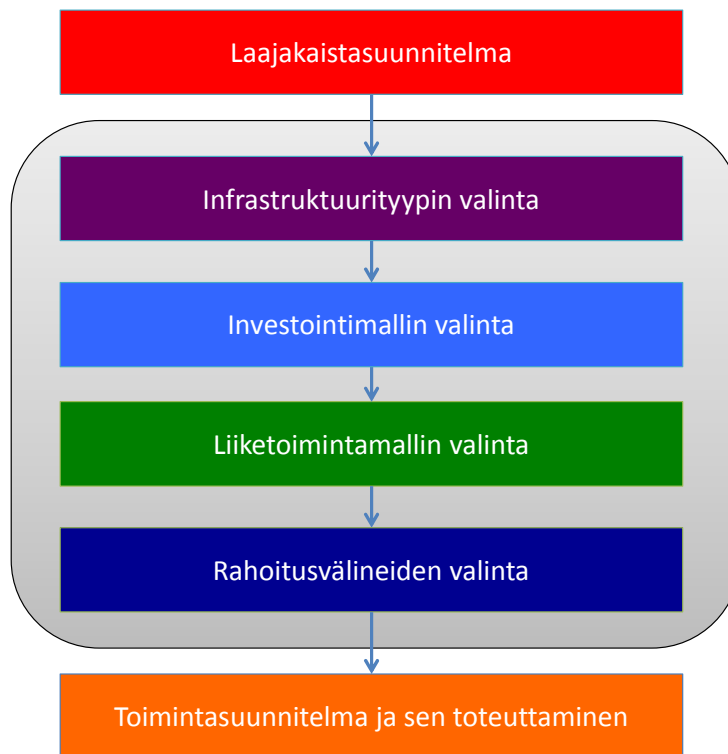 Laajakaistasuunnitelma
Infrastruktuurityypin valinta
Investointimallin valinta
Liiketoimintamallin valinta
Rahoitusvälineiden valinta
Toimintasuunnitelma ja sen toteuttaminen